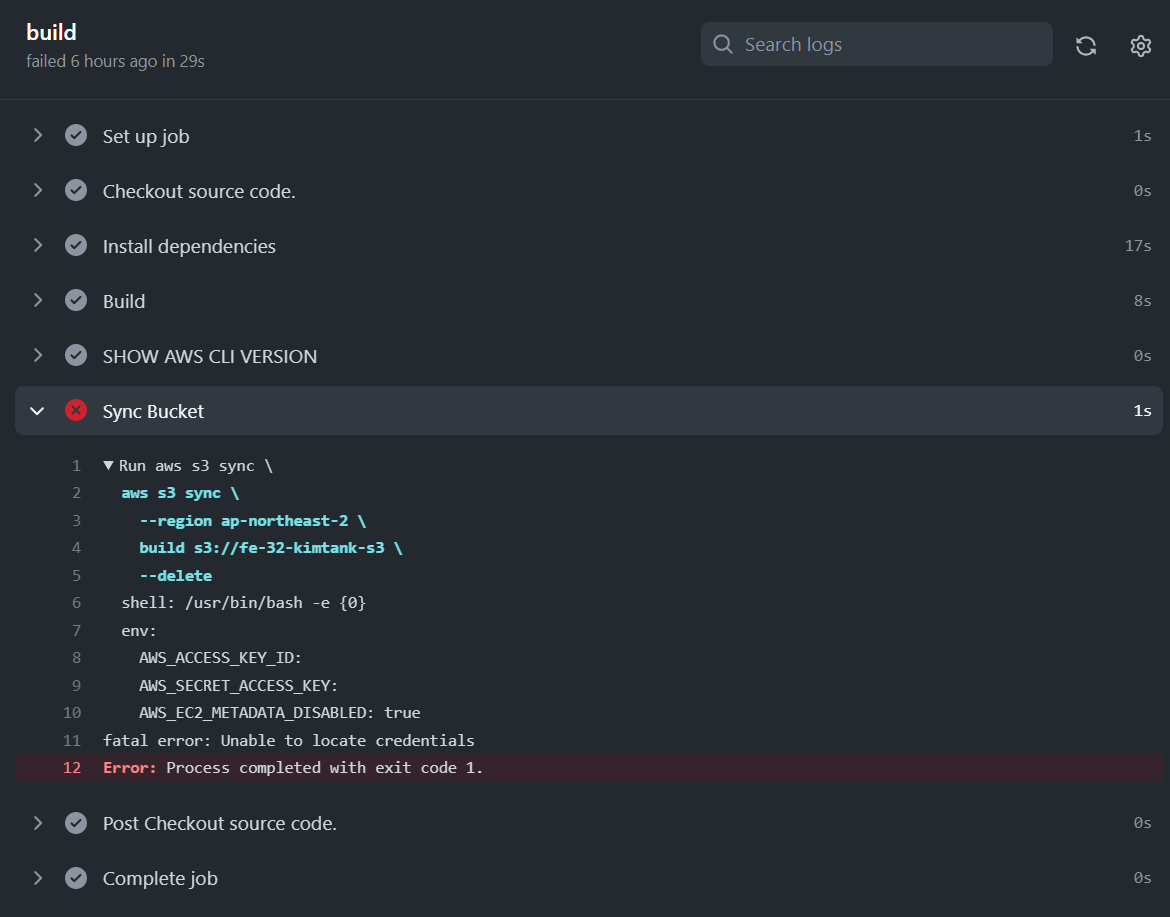 build
failed 6 hours ago in 29s
Search logs
Set up job 1s
Checkout source code. 0s
Install dependencies 17s
Build 8s
SHOW AWS CLI VERSION 0s
Sync Bucket 1s
1 ▼ Run aws s3 sync \
2 aws s3 sync \
3 --region ap-northeast-2 \
4 build s3://fe-32-kimtank-s3 \
5 --delete
6 shell: /usr/bin/bash -e {0}
7 env:
8 AWS_ACCESS_KEY_ID:
9 AWS_SECRET_ACCESS_KEY:
10 AWS_EC2_METADATA_DISABLED: true
11 fatal error: Unable to locate credentials
12 Error: Process completed with exit code 1.
Post Checkout source code. 0s
Complete job 0s